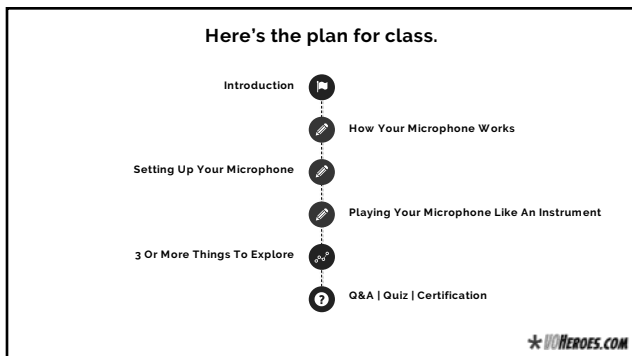 Here's the plan for class.
Introduction
How Your Microphone Works
Setting Up Your Microphone
Playing Your Microphone Like An Instrument
3 Or More Things To Explore
?
Q&A | Quiz | Certification
VOHEROES.COM